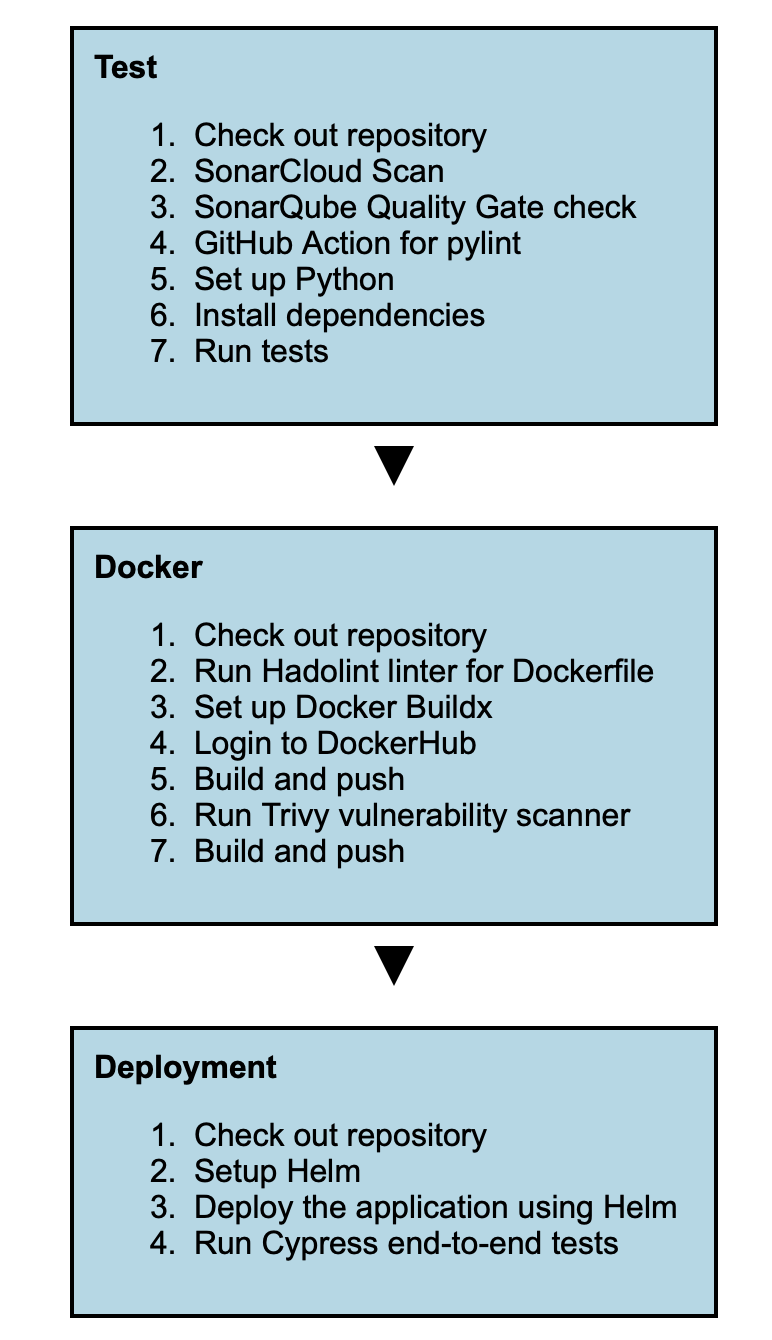 Test
1. Check out repository
2. SonarCloud Scan
3. SonarQube Quality Gate check
4. GitHub Action for pylint
5. Set up Python
6. Install dependencies
7. Run tests
Docker
1. Check out repository
2. Run Hadolint linter for Dockerfile
3. Set up Docker Buildx
4. Login to DockerHub
5. Build and push
6. Run Trivy vulnerability scanner
7. Build and push
Deployment
1. Check out repository
2. Setup Helm
3. Deploy the application using Helm
4. Run Cypress end-to-end tests